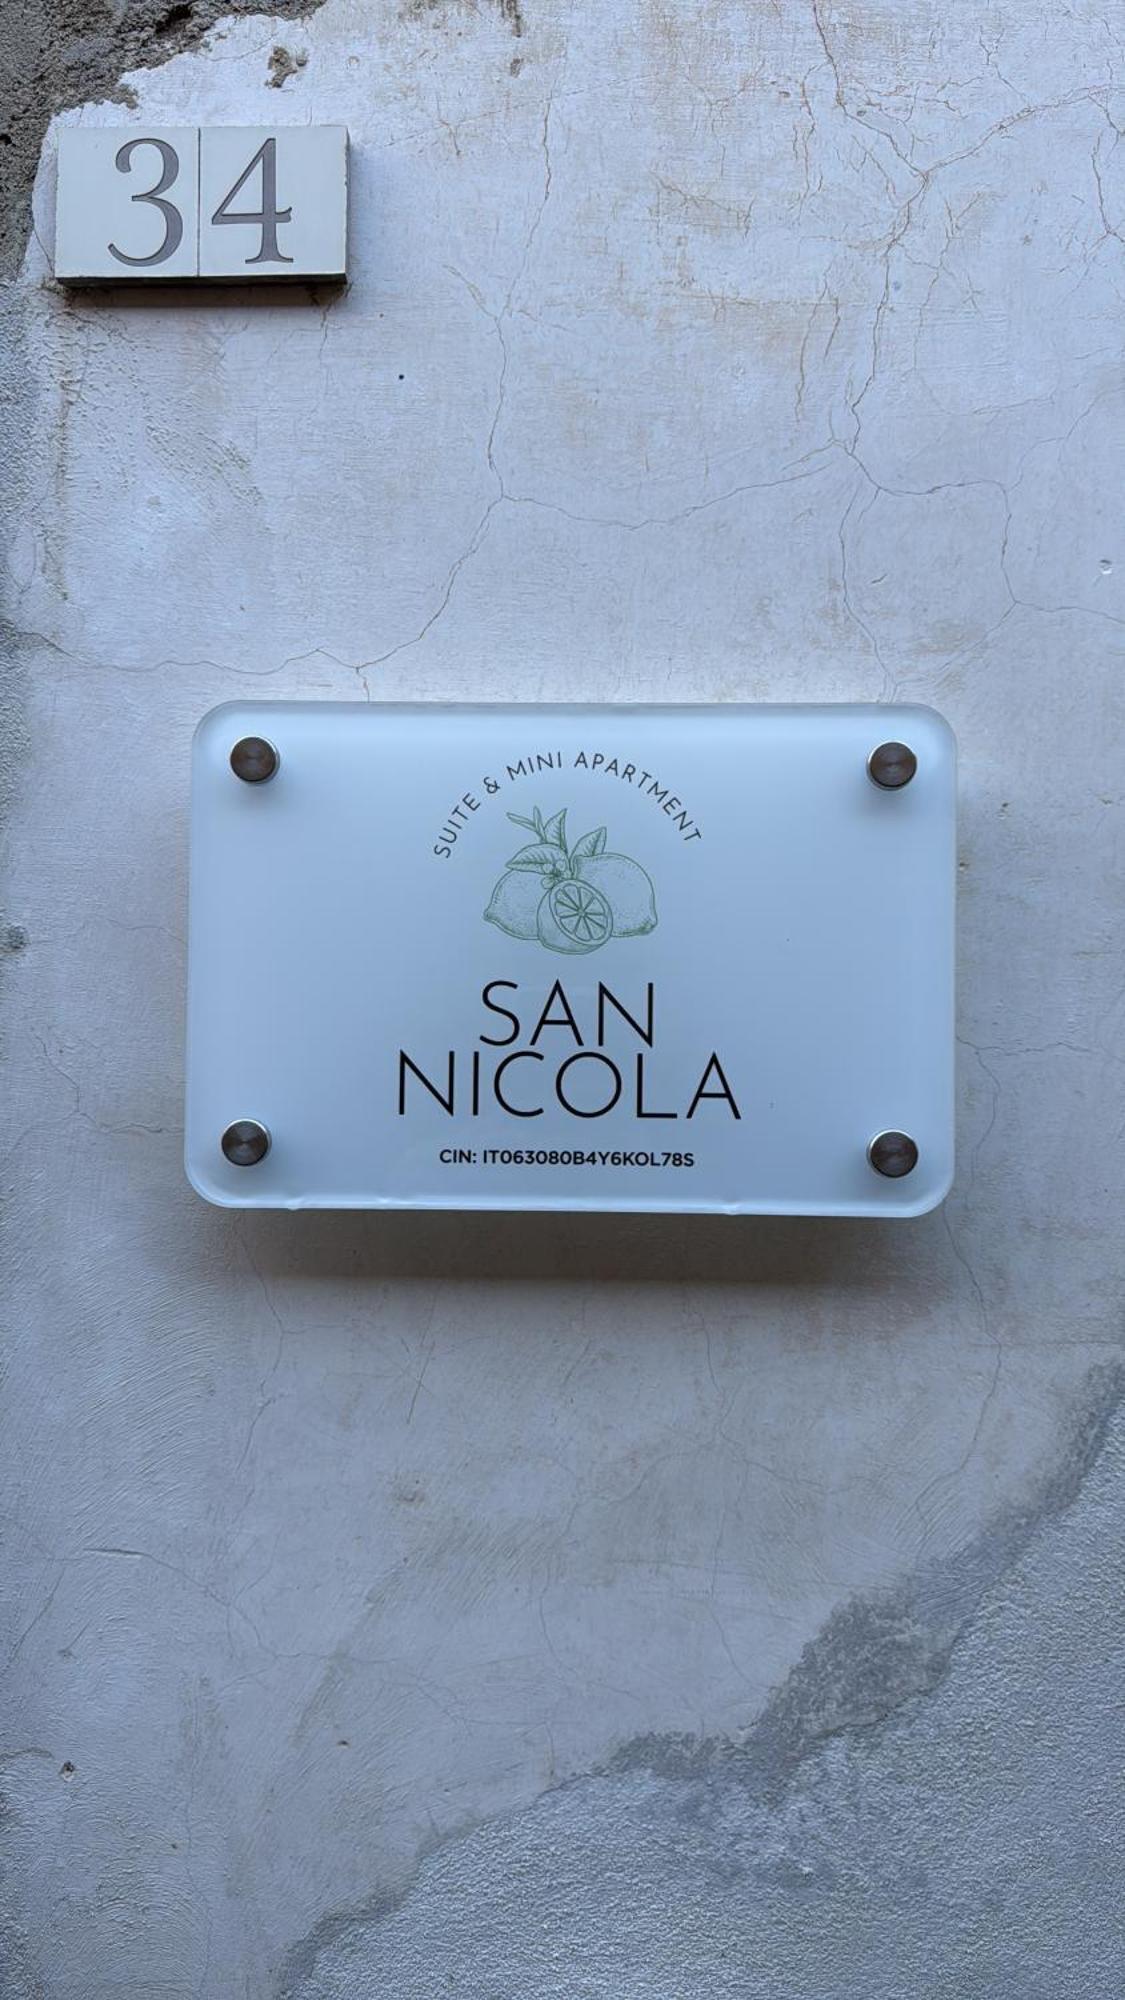 34
SUITE & MINI APARTMENT
SAN
NICOLA
CIN: IT063080B4Y6KOL78S